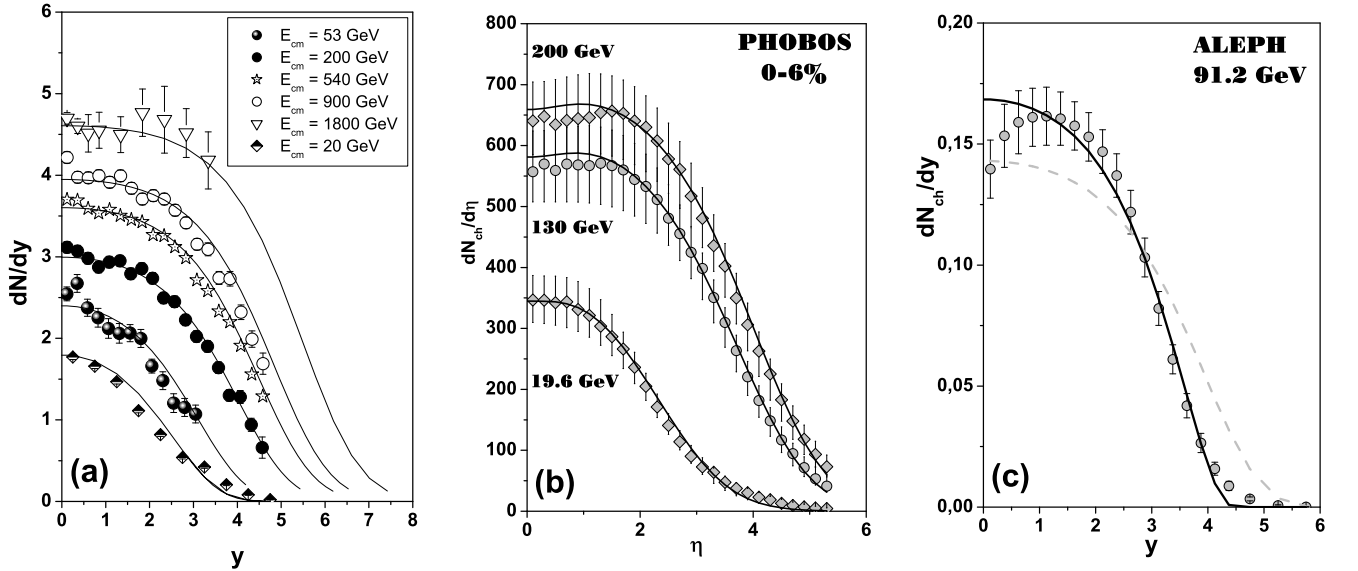 6
5
4
3
2
1
0
dN/dy
E_cm = 53 GeV
E_cm = 200 GeV
E_cm = 540 GeV
E_cm = 900 GeV
E_cm = 1800 GeV
E_cm = 20 GeV
(a)
0 1 2 3 4 5 6 7 8
y
800
700
600
500
400
300
200
100
0
dN_ch/dη
200 GeV
PHOBOS
0-6%
130 GeV
19.6 GeV
(b)
0 2 4 6
η
0,20
0,15
0,10
0,05
0,00
dN_ch/dy
ALEPH
91.2 GeV
(c)
0 1 2 3 4 5 6
y